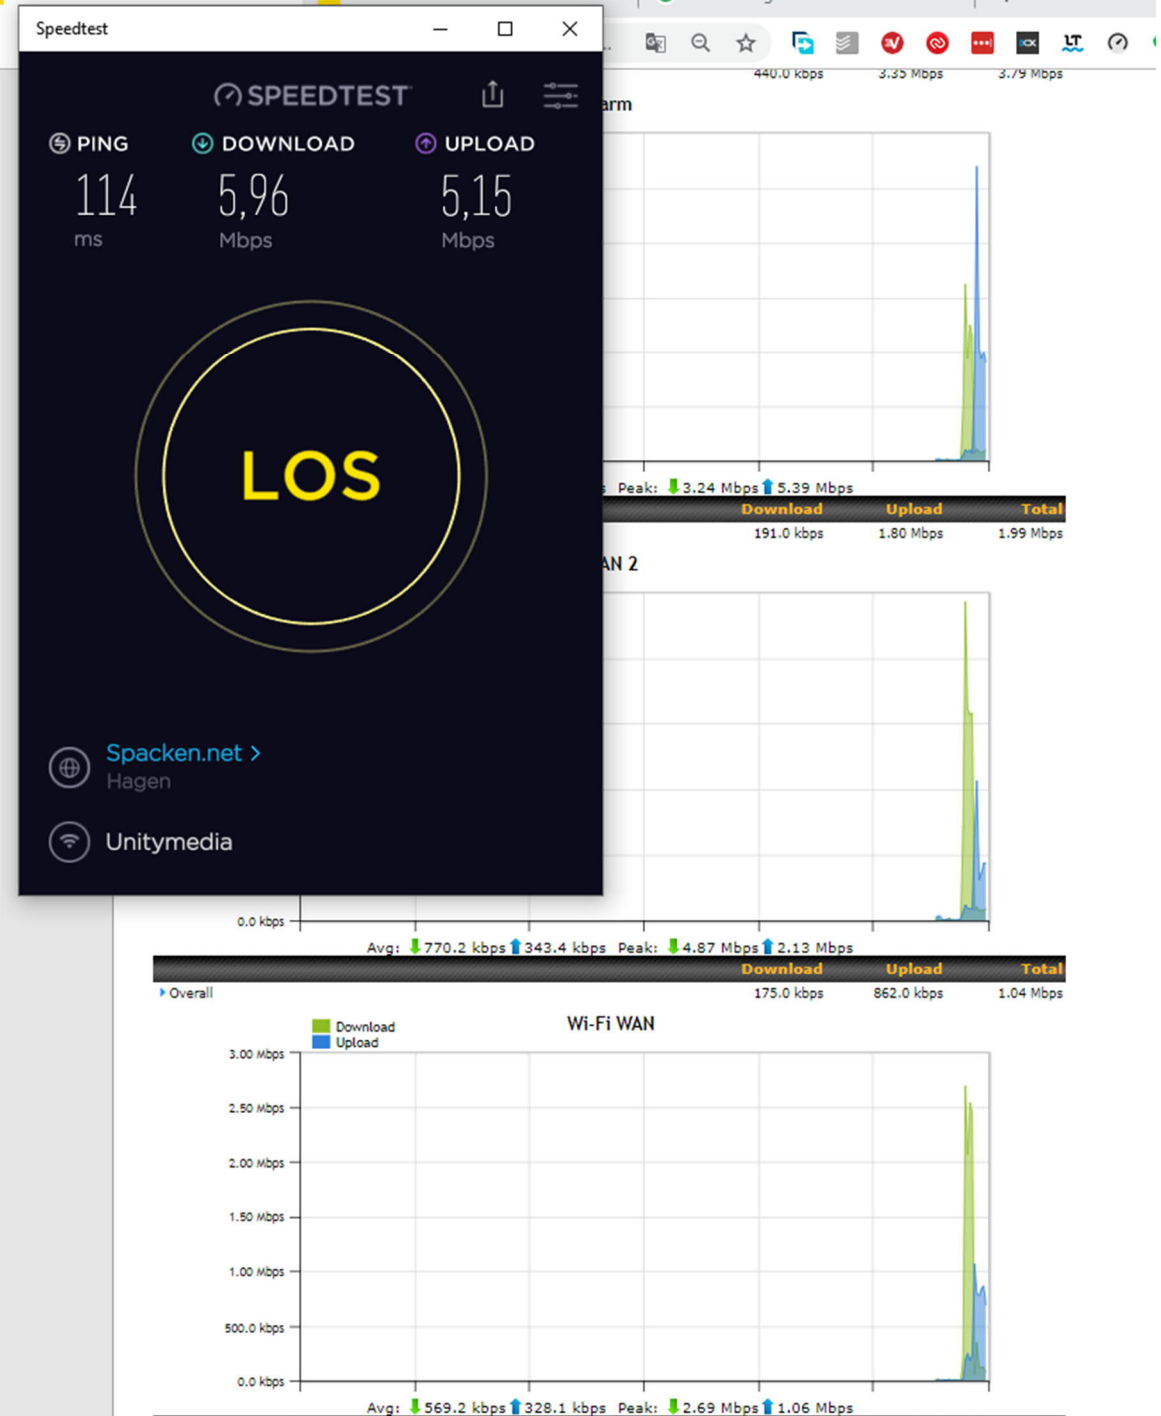 Speedtest
SPEEDTEST
PING DOWNLOAD UPLOAD
114 5,96 5,15
ms Mbps Mbps
LOS
Spacken.net >
Hagen
Unitymedia
440.0 kbps 3.35 Mbps 3.79 Mbps
arm
Peak: 3.24 Mbps 5.39 Mbps
Download Upload Total
191.0 kbps 1.80 Mbps 1.99 Mbps
AN 2
0.0 kbps
Avg: 770.2 kbps 343.4 kbps Peak: 4.87 Mbps 2.13 Mbps
Download Upload Total
Overall 175.0 kbps 862.0 kbps 1.04 Mbps
Wi-Fi WAN
Download
Upload
3.00 Mbps
2.50 Mbps
2.00 Mbps
1.50 Mbps
1.00 Mbps
500.0 kbps
0.0 kbps
Avg: 569.2 kbps 328.1 kbps Peak: 2.69 Mbps 1.06 Mbps